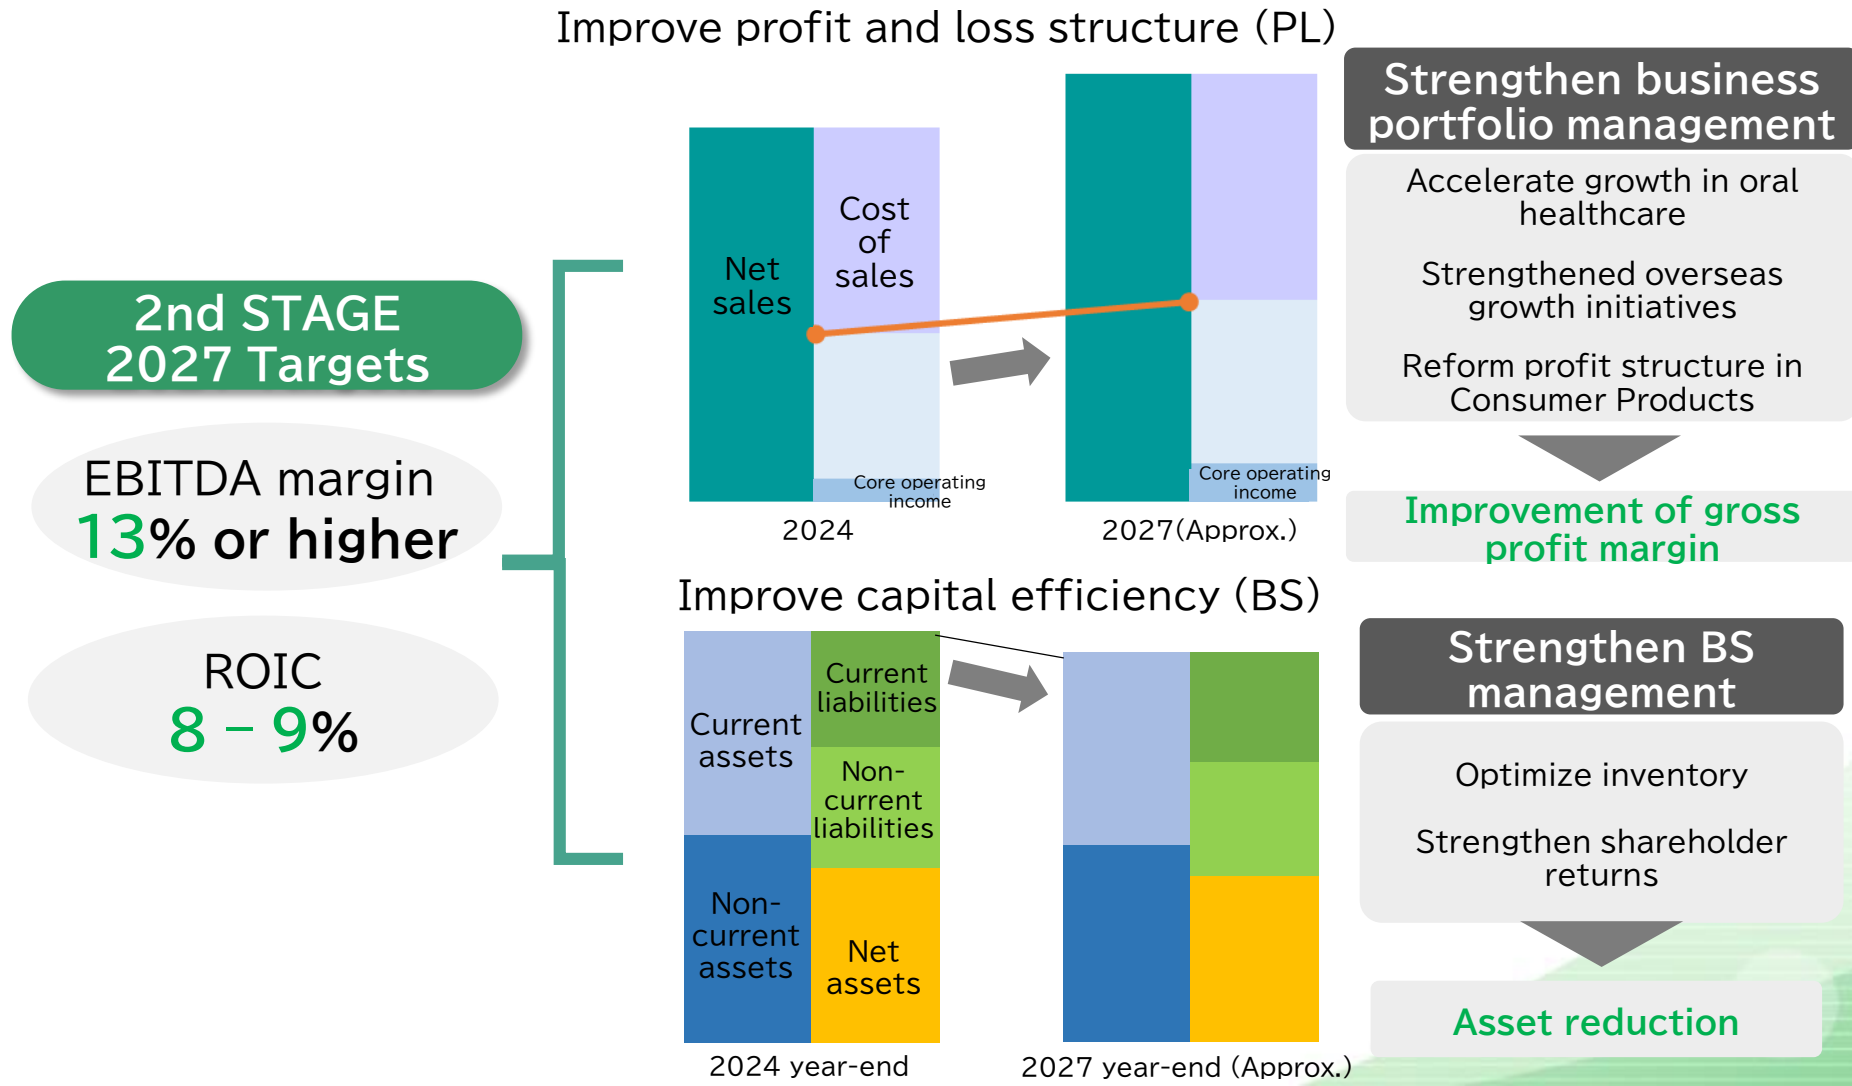 Improve profit and loss structure (PL)
2nd STAGE
2027 Targets
EBITDA margin
13% or higher
ROIC
8 – 9%
Net
sales
Cost
of
sales
Core operating
income
2024
Core operating
income
2027(Approx.)
Strengthen business
portfolio management
Accelerate growth in oral
healthcare
Strengthened overseas
growth initiatives
Reform profit structure in
Consumer Products
Improvement of gross
profit margin
Improve capital efficiency (BS)
Current
assets
Non-
current
assets
Current
liabilities
Non-
current
liabilities
Net
assets
2024 year-end
2027 year-end (Approx.)
Strengthen BS
management
Optimize inventory
Strengthen shareholder
returns
Asset reduction